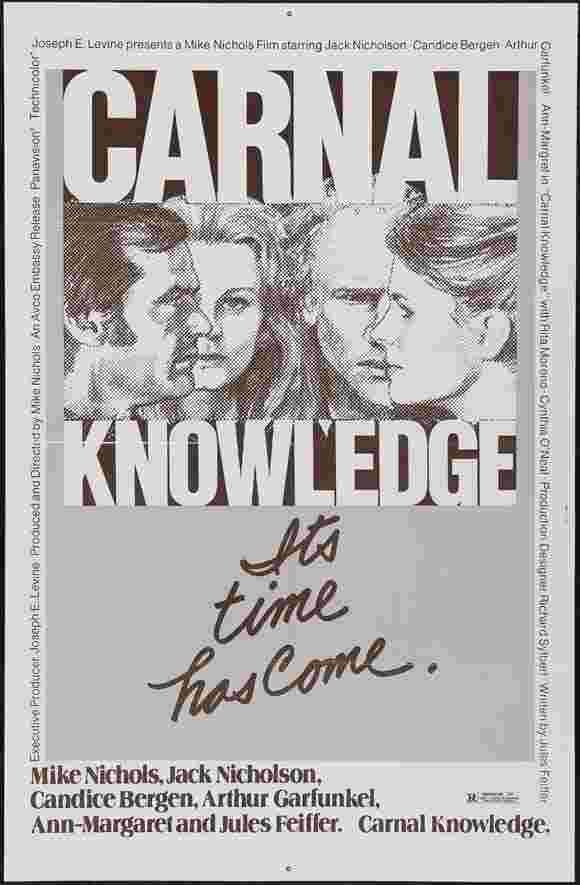 Joseph E. Levine presents a Mike Nichols Film starring Jack Nicholson · Candice Bergen · Arthur
Garfunkel · Ann-Margret in "Carnal Knowledge" with Rita Moreno · Cynthia O'Neal · Production Designer Richard Sylbert · Written by Jules Feiffer
Executive Producer Joseph E. Levine · Produced and Directed by Mike Nichols · An Avco Embassy Release · Panavision® Technicolor®
CARNAL
KNOWLEDGE
Its
time
has Come.
Mike Nichols, Jack Nicholson,
Candice Bergen, Arthur Garfunkel,
Ann-Margaret and Jules Feiffer. Carnal Knowledge.
R